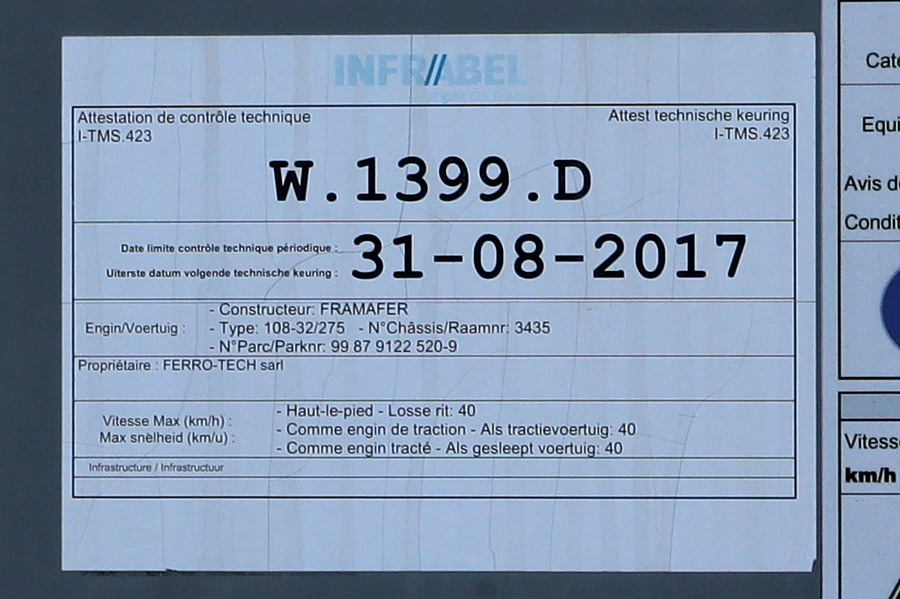 INFRABEL
Attestation de contrôle technique
I-TMS.423
Attest technische keuring
I-TMS.423
W.1399.D
Date limite contrôle technique périodique :
Uiterste datum volgende technische keuring :
31-08-2017
Engin/Voertuig :
- Constructeur: FRAMAFER
- Type: 108-32/275 - N°Châssis/Raamnr: 3435
- N°Parc/Parknr: 99 87 9122 520-9
Propriétaire : FERRO-TECH sarl
Vitesse Max (km/h) :
Max snelheid (km/u) :
- Haut-le-pied - Losse rit: 40
- Comme engin de traction - Als tractievoertuig: 40
- Comme engin tracté - Als gesleept voertuig: 40
Infrastructure / Infrastructuur
Avis
km/h